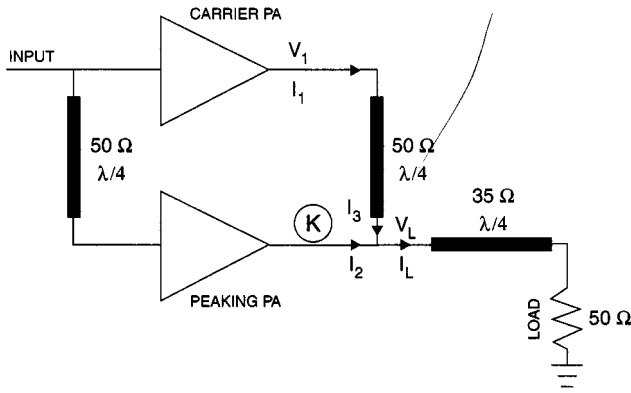 CARRIER PA
INPUT
V1
I1
50 Ω
λ/4
50 Ω
λ/4
35 Ω
λ/4
I3
K
VL
I2
IL
PEAKING PA
LOAD
50 Ω